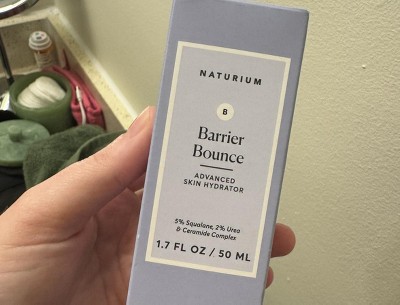 NATURIUM
B
Barrier
Bounce
ADVANCED
SKIN HYDRATOR
5% Squalane, 2% Urea
& Ceramide Complex
1.7 FL OZ / 50 ML